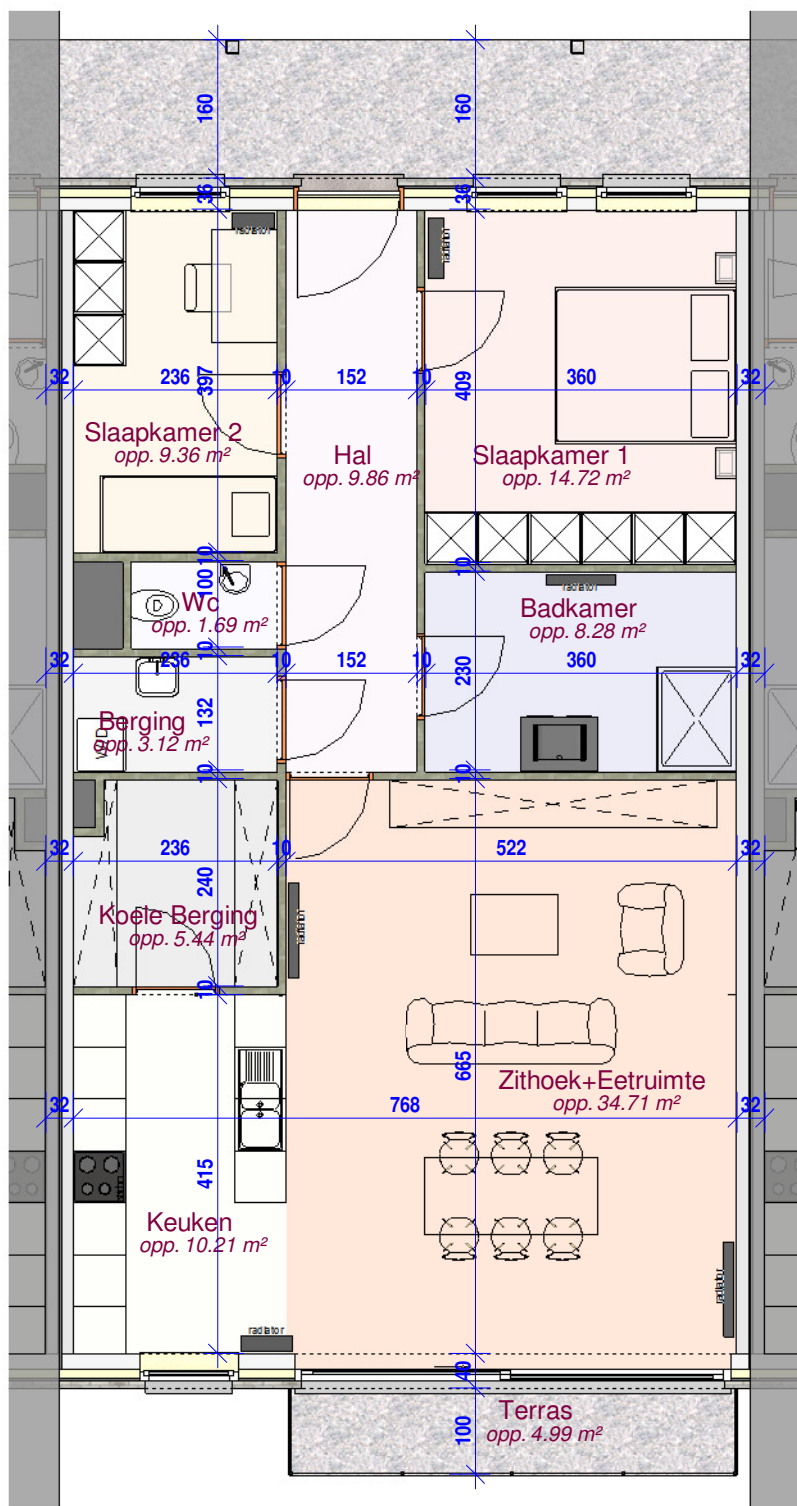 160
160
36
36
radiator
radiator
32
236
10
152
10
360
32
397
409
Slaapkamer 2
opp. 9.36 m²
Hal
opp. 9.86 m²
Slaapkamer 1
opp. 14.72 m²
10
10
100
Wc
opp. 1.69 m²
radiator
Badkamer
opp. 8.28 m²
10
32
236
10
152
10
360
32
230
132
Berging
opp. 3.12 m²
10
10
32
236
10
522
32
240
Koele Berging
opp. 5.44 m²
radiator
10
665
Zithoek+Eetruimte
opp. 34.71 m²
32
768
32
415
Keuken
opp. 10.21 m²
radiator
radiator
40
100
Terras
opp. 4.99 m²